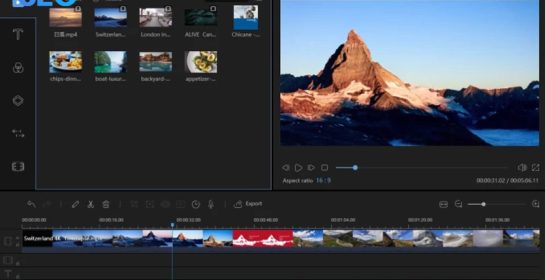 日落.mp4
Switzerlan...
London in...
ALIVE Can...
Chicane -...
chips-dino...
boat-luxur...
backyard-...
appetizer-...
Aspect ratio 16 : 9
00:00:31.02 / 00:05:06.11
Export
00:00:00.00
00:00:16.00
00:00:32.00
00:00:48.00
00:01:04.00
00:01:20.00
00:01:36.00
Switzerland 4K
T